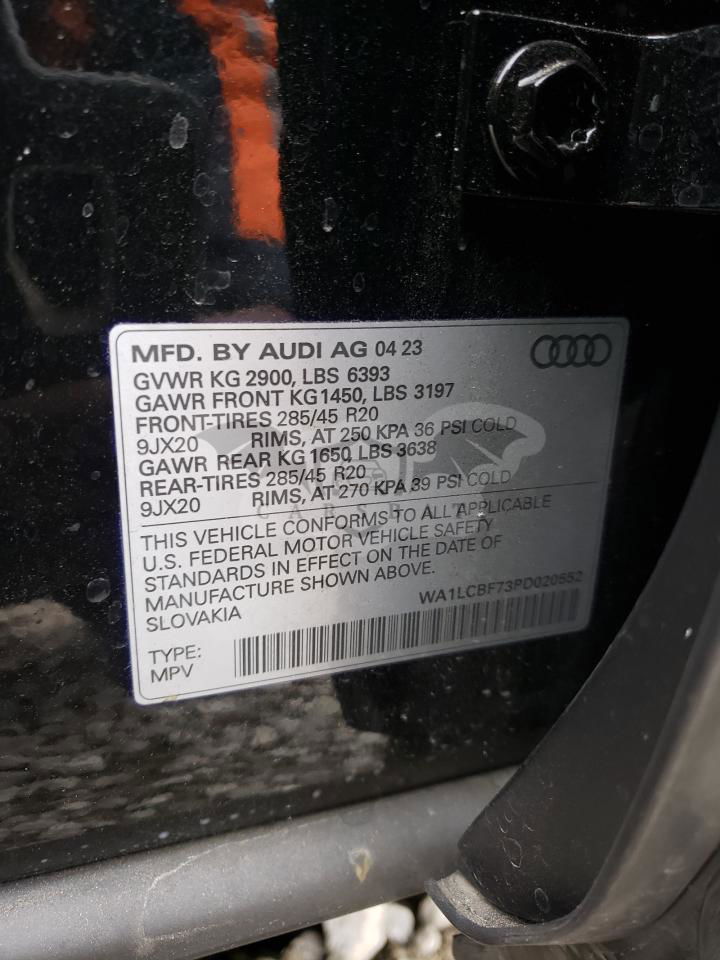 MFD. BY AUDI AG 04 23
GVWR KG 2900, LBS 6393
GAWR FRONT KG1450, LBS 3197
FRONT-TIRES 285/45 R20
9JX20 RIMS, AT 250 KPA 36 PSI COLD
GAWR REAR KG 1650, LBS 3638
REAR-TIRES 285/45 R20
9JX20 RIMS, AT 270 KPA 39 PSI COLD
THIS VEHICLE CONFORMS TO ALL APPLICABLE
U.S. FEDERAL MOTOR VEHICLE SAFETY
STANDARDS IN EFFECT ON THE DATE OF
MANUFACTURE SHOWN ABOVE.
SLOVAKIA WA1LCBF73PD020552
TYPE:
MPV